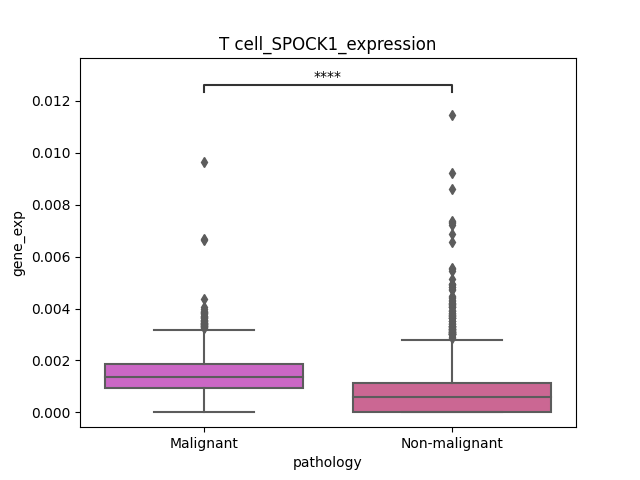 T cell_SPOCK1_expression
****
0.012
0.010
0.008
0.006
0.004
0.002
0.000
gene_exp
Malignant
Non-malignant
pathology